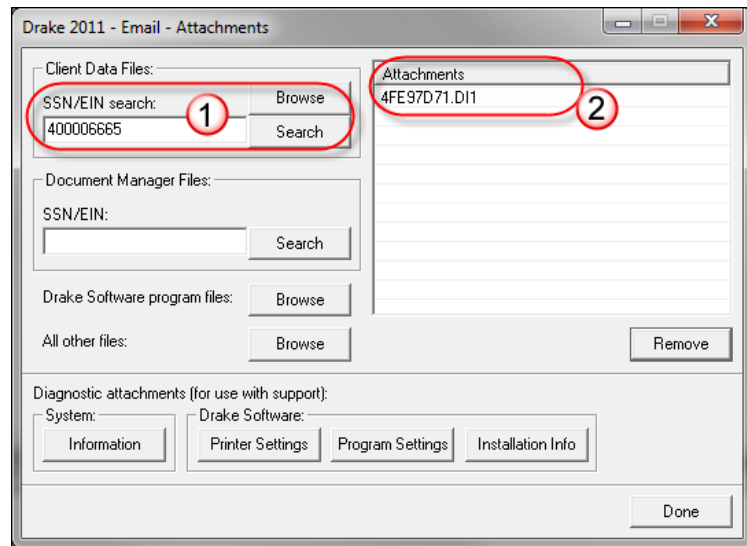 Drake 2011 - Email - Attachments
Client Data Files:
SSN/EIN search:
Browse
400006665
Search
1
Attachments
4FE97D71.DI1
2
Document Manager Files:
SSN/EIN:
Search
Drake Software program files:
Browse
All other files:
Browse
Remove
Diagnostic attachments (for use with support):
System:
Information
Drake Software:
Printer Settings
Program Settings
Installation Info
Done